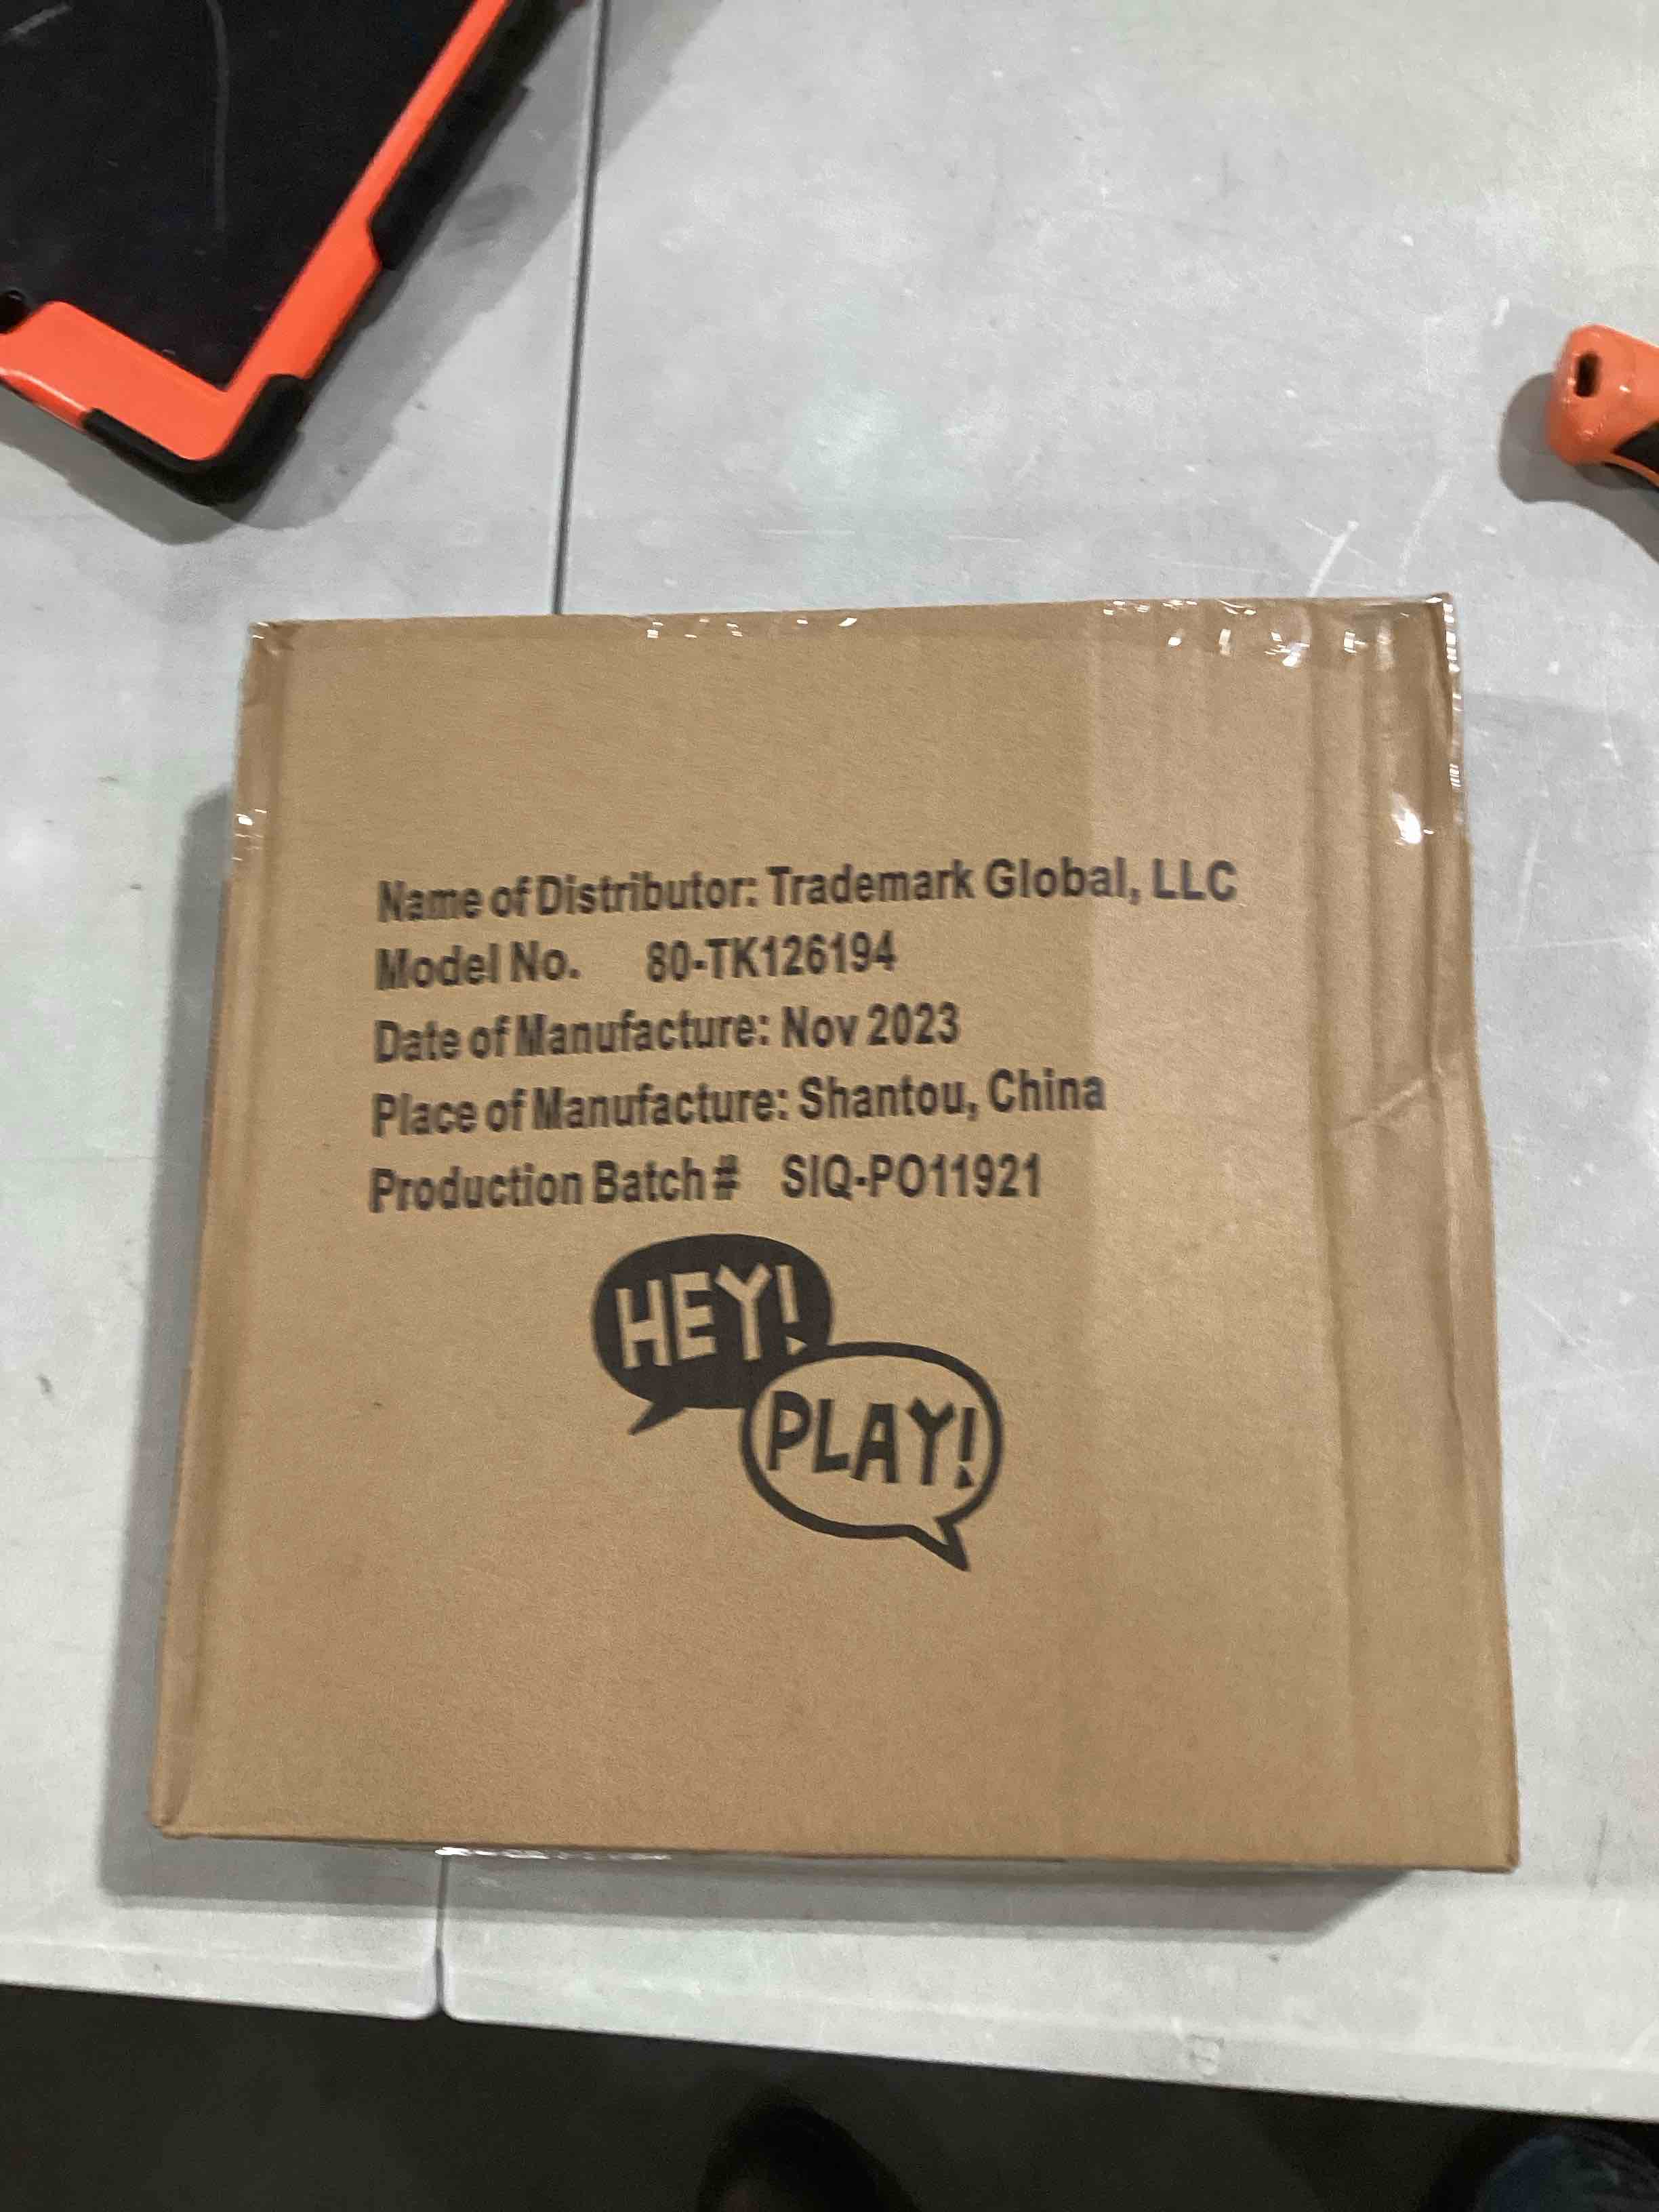 Name of Distributor: Trademark Global, LLC
Model No. 80-TK126194
Date of Manufacture: Nov 2023
Place of Manufacture: Shantou, China
Production Batch # SIQ-PO11921
HEY!
PLAY!